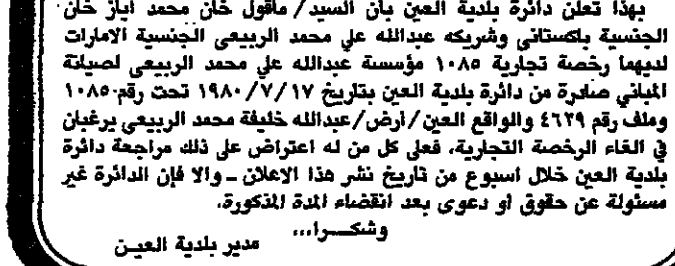 بهذا تعلن دائرة بلدية العين بأن السيد/ ماقول خان محمد اياز خان
الجنسية باكستاني وشريكه عبدالله علي محمد الربيعي الجنسية الامارات
لديهما رخصة تجارية ١٠٨٥ مؤسسة عبدالله علي محمد الربيعي لصيانة
المباني صادرة من دائرة بلدية العين بتاريخ ١٩٨٠/٧/١٧ تحت رقم ١٠٨٥
وملف رقم ٤٦٢٩ والواقع العين/ارض/عبدالله خليفة محمد الربيعي يرغبان
في الغاء الرخصة التجارية، فعلى كل من له اعتراض على ذلك مراجعة دائرة
بلدية العين خلال اسبوع من تاريخ نشر هذا الاعلان ـ والا فإن الدائرة غير
مسئولة عن حقوق او دعوى بعد انقضاء المدة المذكورة.
وشكــــرا...
مدير بلدية العيــن